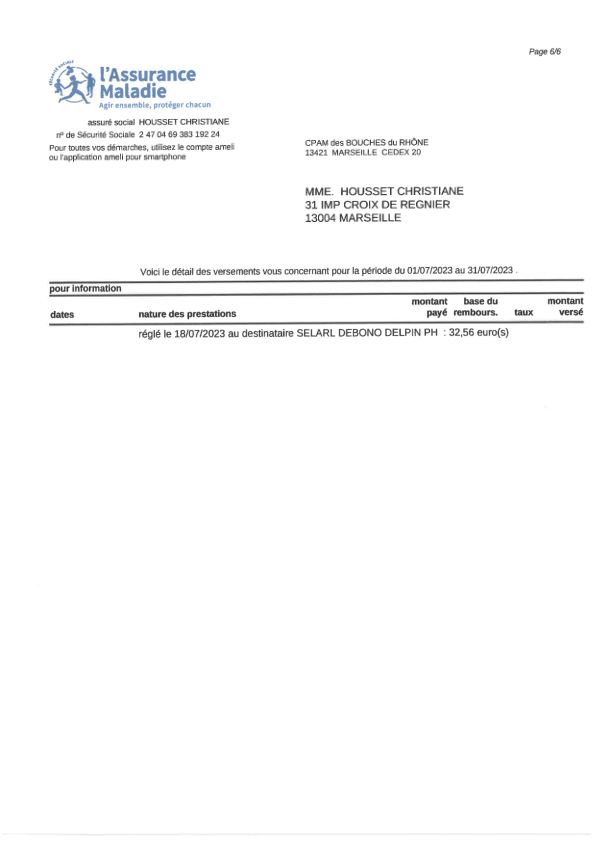 Page 6/6
SÉCURITÉ SOCIALE
l'Assurance
Maladie
Agir ensemble, protéger chacun
assuré social HOUSSET CHRISTIANE
n° de Sécurité Sociale 2 47 04 69 383 192 24
Pour toutes vos démarches, utilisez le compte ameli
ou l'application ameli pour smartphone
CPAM des BOUCHES du RHÔNE
13421 MARSEILLE CEDEX 20
MME. HOUSSET CHRISTIANE
31 IMP CROIX DE REGNIER
13004 MARSEILLE
Voici le détail des versements vous concernant pour la période du 01/07/2023 au 31/07/2023 .
pour information
dates nature des prestations montant payé base du rembours. taux montant versé
réglé le 18/07/2023 au destinataire SELARL DEBONO DELPIN PH : 32,56 euro(s)